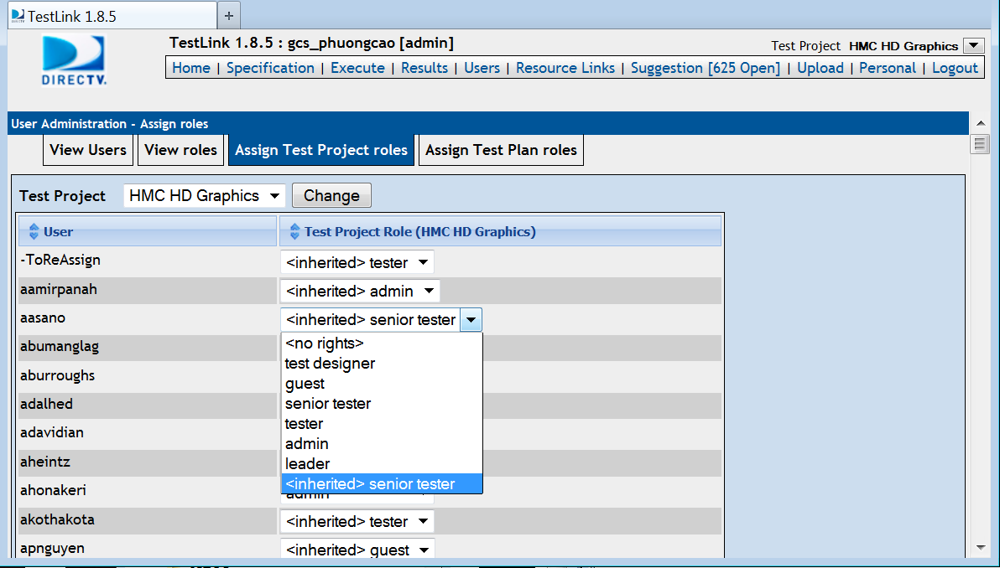 TestLink 1.8.5
TestLink 1.8.5 : gcs_phuongcao [admin]
Test Project HMC HD Graphics
DIRECTV.
Home | Specification | Execute | Results | Users | Resource Links | Suggestion [625 Open] | Upload | Personal | Logout
User Administration - Assign roles
View Users View roles Assign Test Project roles Assign Test Plan roles
Test Project HMC HD Graphics Change
User Test Project Role (HMC HD Graphics)
-ToReAssign <inherited> tester
aamirpanah <inherited> admin
aasano <inherited> senior tester
<no rights>
abumanglag
test designer
aburroughs
guest
adalhed
senior tester
adavidian
tester
admin
aheintz
leader
<inherited> senior tester
ahonakeri admin
akothakota <inherited> tester
apnguyen <inherited> guest